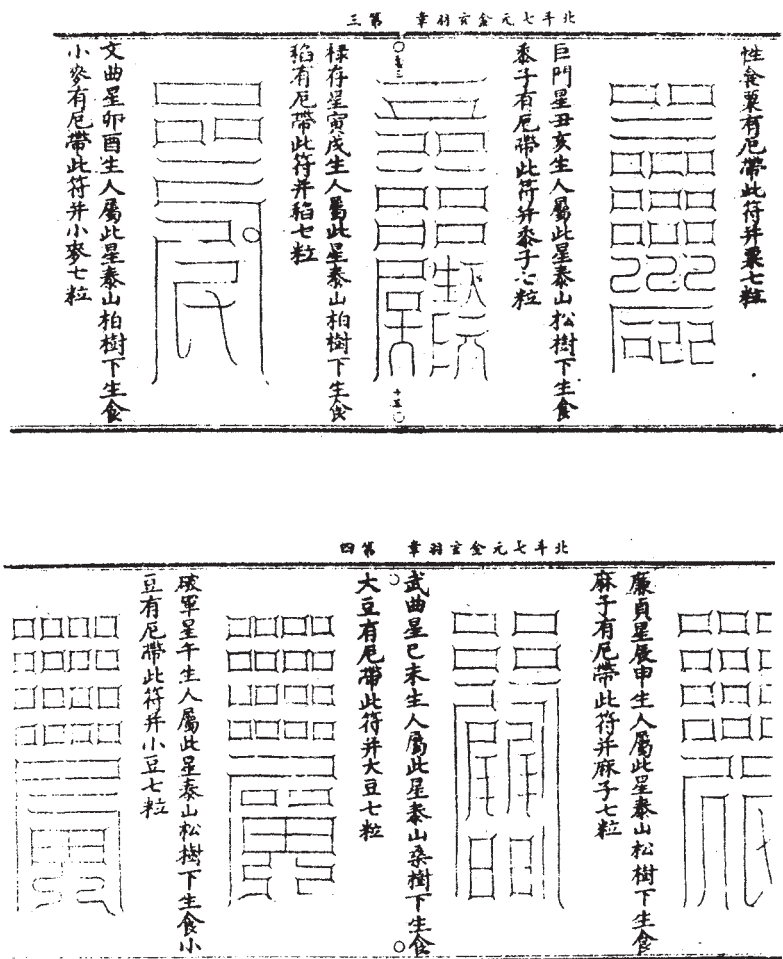 北斗七元金玄羽章 第三
性食粟有厄帶此符并粟七粒
巨門星丑亥生人屬此星泰山松樹下生食
黍子有厄帶此符并黍子七粒
祿存星寅戌生人屬此星泰山柏樹下生食
稻有厄帶此符并稻七粒
文曲星卯酉生人屬此星泰山柏樹下生食
小麥有厄帶此符并小麥七粒
北斗七元金玄羽章 第四
廉貞星辰申生人屬此星泰山松樹下生食
麻子有厄帶此符并麻子七粒
武曲星巳未生人屬此星泰山桑樹下生食
大豆有厄帶此符并大豆七粒
破軍星午生人屬此星泰山松樹下生食小
豆有厄帶此符并小豆七粒